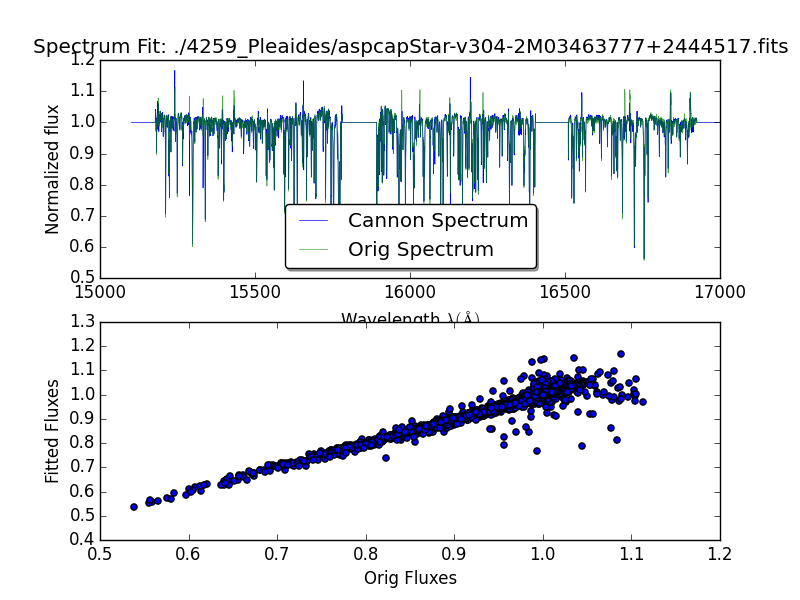 Spectrum Fit: ./4259_Pleaides/aspcapStar-v304-2M03463777+2444517.fits
1.2
1.1
1.0
0.9
0.8
0.7
0.6
0.5
Normalized flux
Cannon Spectrum
Orig Spectrum
15000 15500 16000 16500 17000
Wavelength λ(Å)
1.3
1.2
1.1
1.0
0.9
0.8
0.7
0.6
0.5
0.4
Fitted Fluxes
0.5 0.6 0.7 0.8 0.9 1.0 1.1 1.2
Orig Fluxes